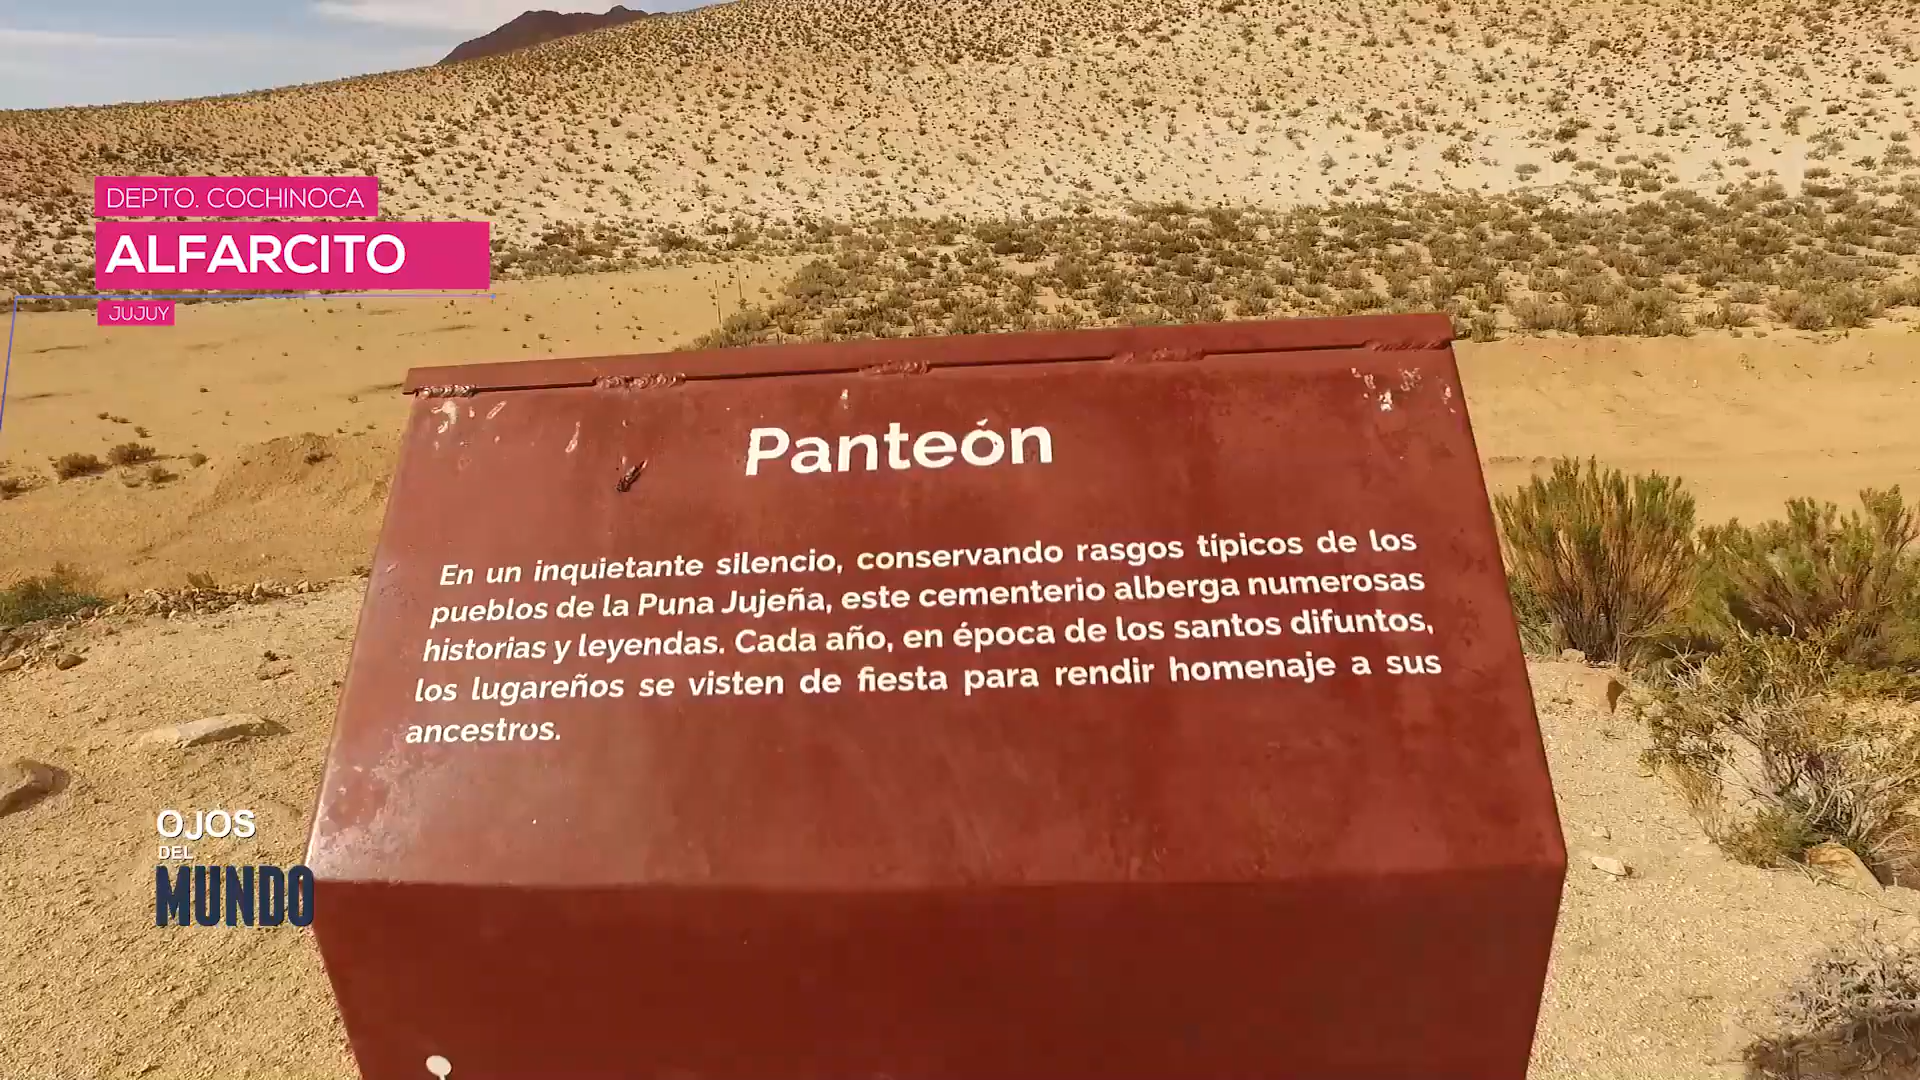 DEPTO. COCHINOCA
ALFARCITO
JUJUY
Panteón
En un inquietante silencio, conservando rasgos típicos de los
pueblos de la Puna Jujeña, este cementerio alberga numerosas
historias y leyendas. Cada año, en época de los santos difuntos,
los lugareños se visten de fiesta para rendir homenaje a sus
ancestros.
OJOS
DEL
MUNDO